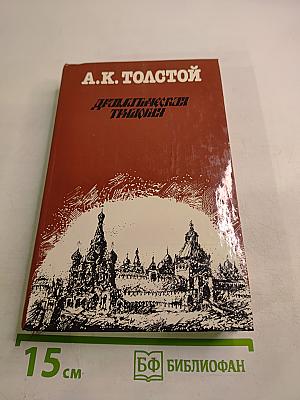 А.К.ТОЛСТОЙ
ДРАМАТИЧЕСКАЯ
ТРИЛОГИЯ
15 см
БФ БИБЛИОФАН